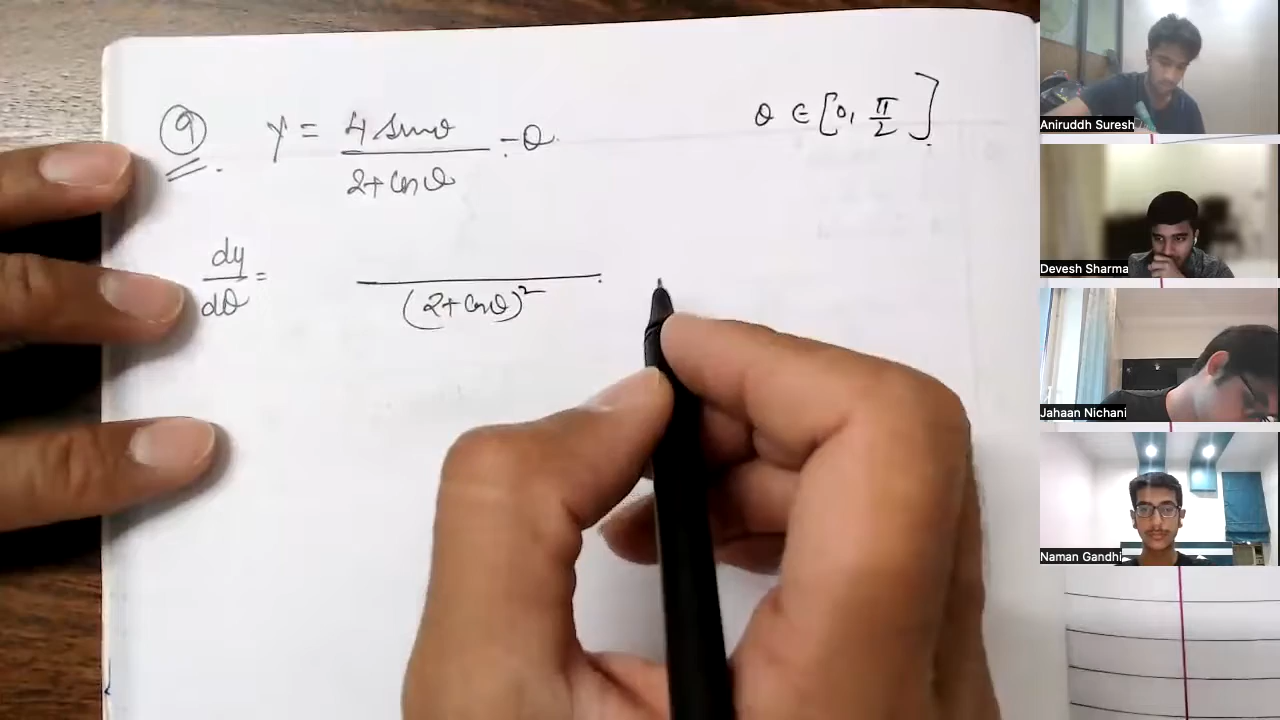 9 y = 4 sinθ / 2+cosθ - θ θ ∈ [0, π/2]
dy/dθ = / (2+cosθ)²
Aniruddh Suresh
Devesh Sharma
Jahaan Nichani
Naman Gandhi